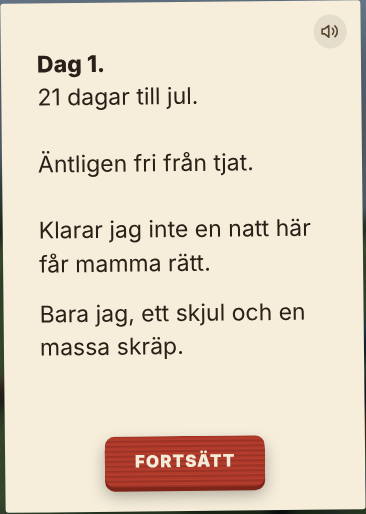 Dag 1.
21 dagar till jul.
Äntligen fri från tjat.
Klarar jag inte en natt här
får mamma rätt.
Bara jag, ett skjul och en
massa skräp.
FORTSÄTT